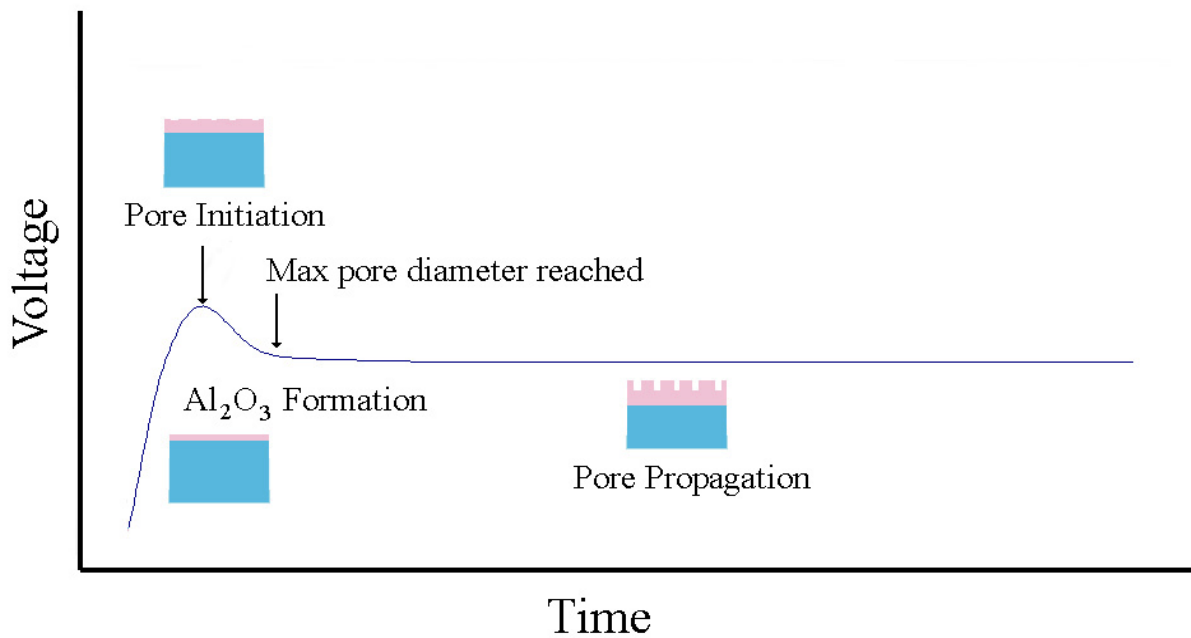 Pore Initiation
Max pore diameter reached
Voltage
Al₂O₃ Formation
Pore Propagation
Time